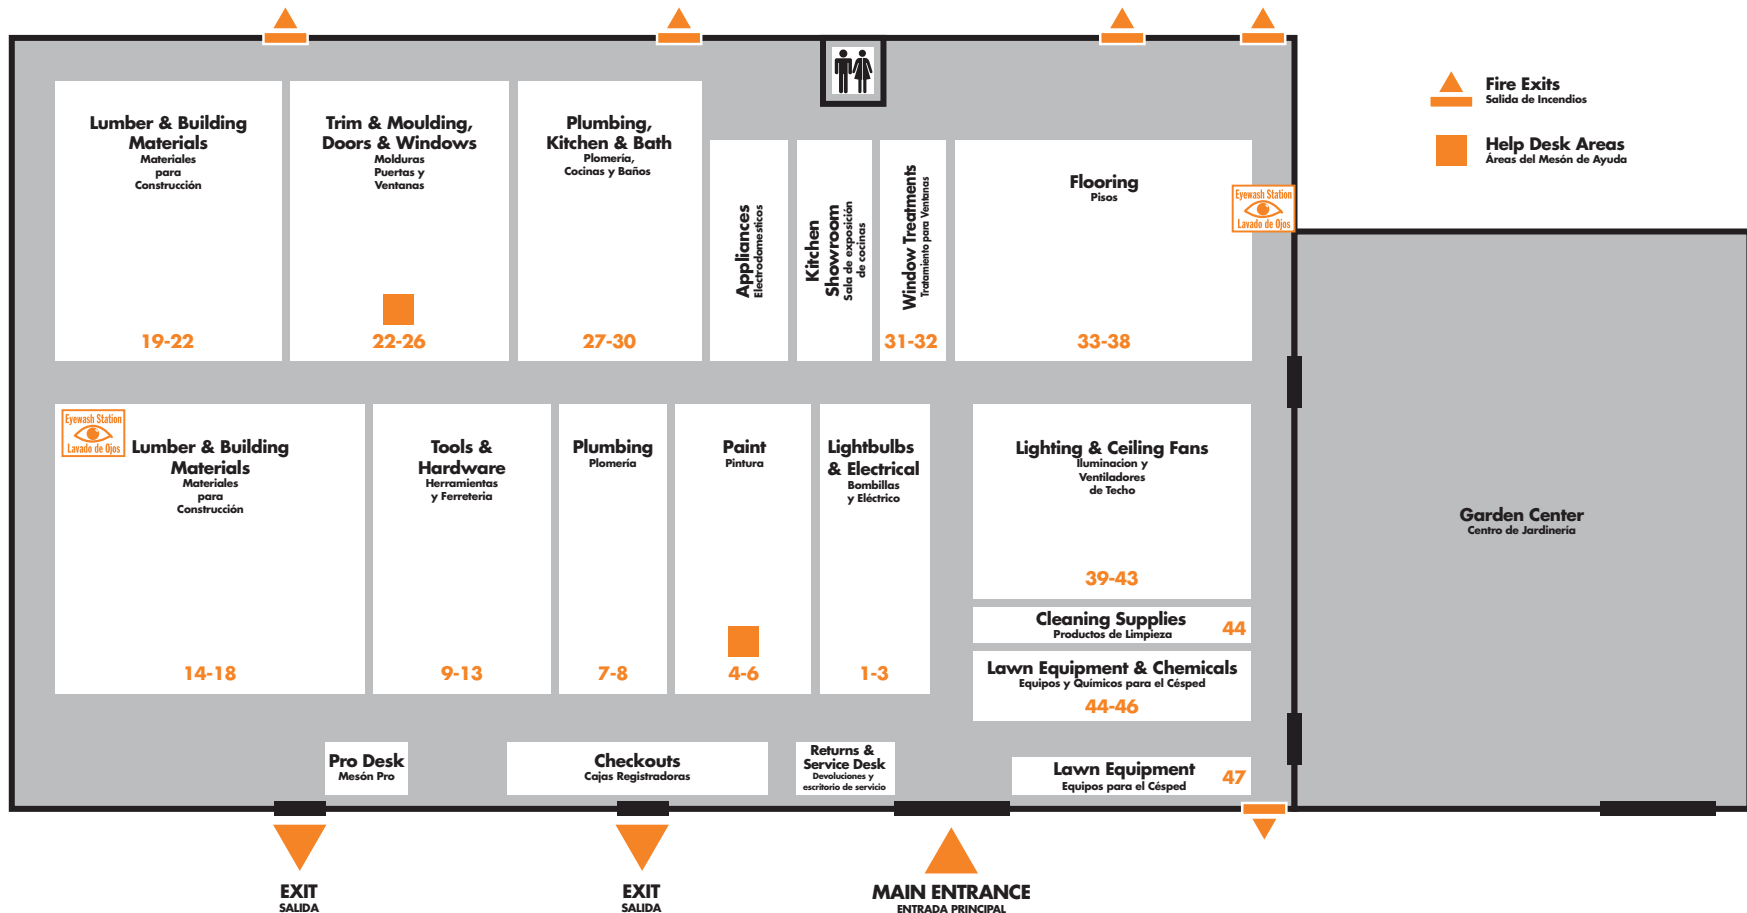 Fire Exits
Salida de Incendios
Help Desk Areas
Áreas del Mesón de Ayuda
Lumber & Building
Materials
Materiales
para
Construcción
19-22
Trim & Moulding,
Doors & Windows
Molduras
Puertas y
Ventanas
22-26
Plumbing,
Kitchen & Bath
Plomería,
Cocinas y Baños
27-30
Appliances
Electrodomesticos
Kitchen
Showroom
Sala de exposición
de cocinas
Window Treatments
Tratamiento para Ventanas
31-32
Flooring
Pisos
33-38
Eyewash Station
Lavado de Ojos
Eyewash Station
Lavado de Ojos
Lumber & Building
Materials
Materiales
para
Construcción
14-18
Tools &
Hardware
Herramientas
y Ferreteria
9-13
Plumbing
Plomería
7-8
Paint
Pintura
4-6
Lightbulbs
& Electrical
Bombillas
y Eléctrico
1-3
Lighting & Ceiling Fans
Iluminacion y
Ventiladores
de Techo
39-43
Cleaning Supplies
Productos de Limpieza
44
Lawn Equipment & Chemicals
Equipos y Químicos para el Césped
44-46
Garden Center
Centro de Jardinería
Pro Desk
Mesón Pro
Checkouts
Cajas Registradoras
Returns &
Service Desk
Devoluciones y
escritorio de servicio
Lawn Equipment
Equipos para el Césped
47
EXIT
SALIDA
EXIT
SALIDA
MAIN ENTRANCE
ENTRADA PRINCIPAL